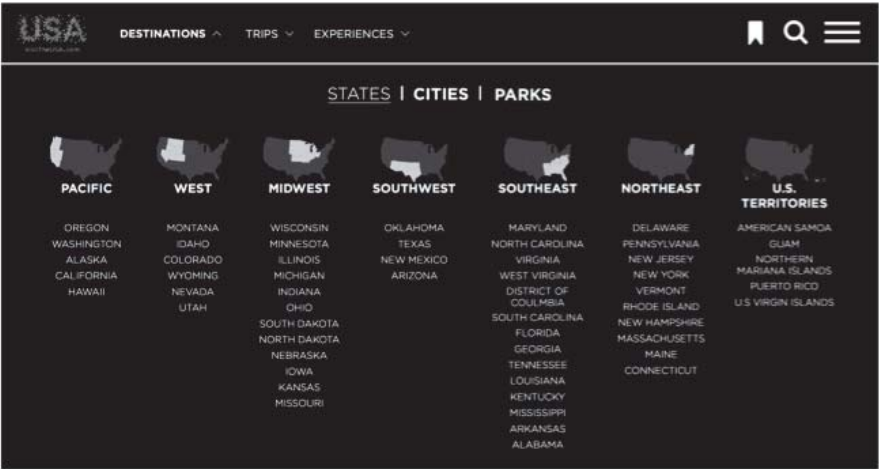 USA
DESTINATIONS TRIPS EXPERIENCES
STATES | CITIES | PARKS
PACIFIC
OREGON
WASHINGTON
ALASKA
CALIFORNIA
HAWAII
WEST
MONTANA
IDAHO
COLORADO
WYOMING
NEVADA
UTAH
MIDWEST
WISCONSIN
MINNESOTA
ILLINOIS
MICHIGAN
INDIANA
OHIO
SOUTH DAKOTA
NORTH DAKOTA
NEBRASKA
IOWA
KANSAS
MISSOURI
SOUTHWEST
OKLAHOMA
TEXAS
NEW MEXICO
ARIZONA
SOUTHEAST
MARYLAND
NORTH CAROLINA
VIRGINIA
WEST VIRGINIA
DISTRICT OF
COULMBIA
SOUTH CAROLINA
FLORIDA
GEORGIA
TENNESSEE
LOUISIANA
KENTUCKY
MISSISSIPPI
ARKANSAS
ALABAMA
NORTHEAST
DELAWARE
PENNSYLVANIA
NEW JERSEY
NEW YORK
VERMONT
RHODE ISLAND
NEW HAMPSHIRE
MASSACHUSETTS
MAINE
CONNECTICUT
U.S.
TERRITORIES
AMERICAN SAMOA
GUAM
NORTHERN
MARIANA ISLANDS
PUERTO RICO
U.S VIRGIN ISLANDS